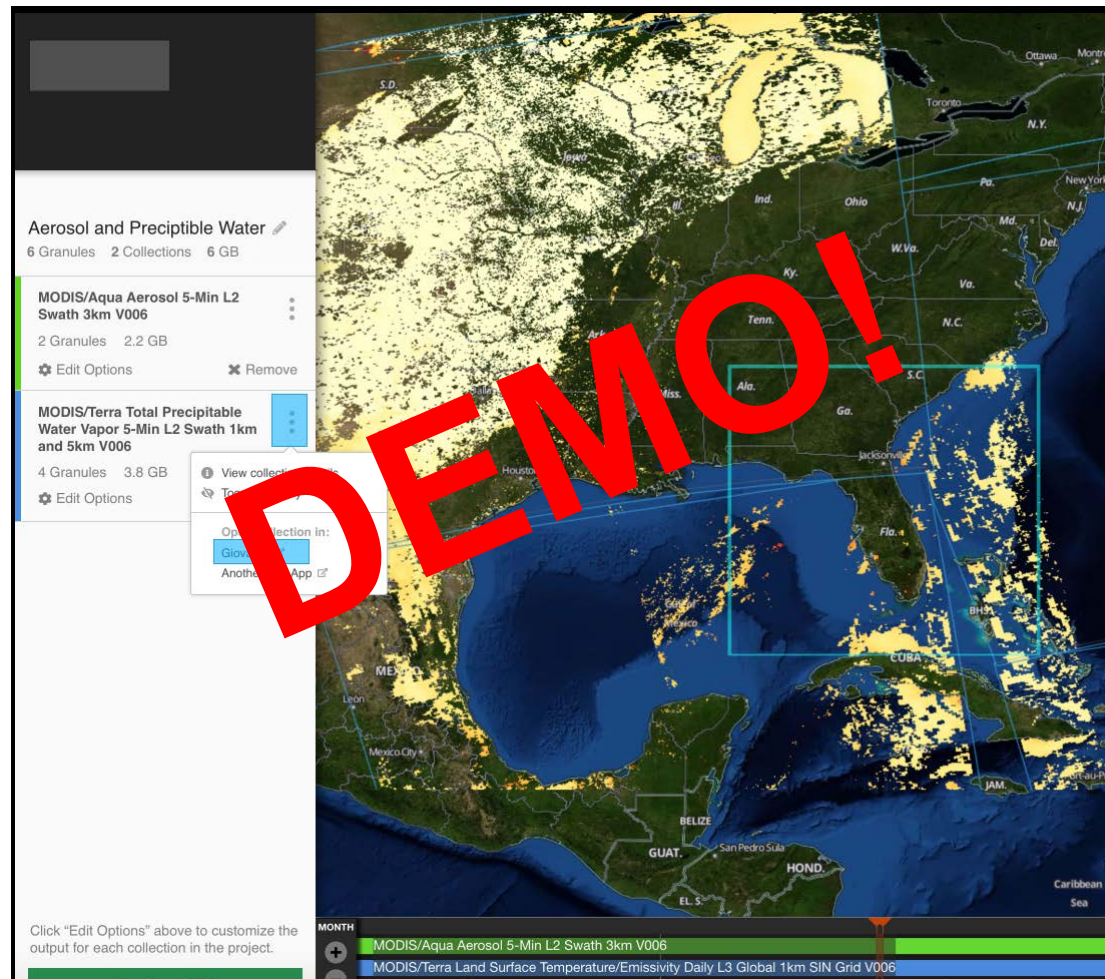 Aerosol and Preciptible Water
6 Granules 2 Collections 6 GB
MODIS/Aqua Aerosol 5-Min L2
Swath 3km V006
2 Granules 2.2 GB
Edit Options Remove
MODIS/Terra Total Precipitable
Water Vapor 5-Min L2 Swath 1km
and 5km V006
4 Granules 3.8 GB
Edit Options
View
in:
App
Click "Edit Options" above to customize the
output for each collection in the project.
DEMO!
Ottawa
S.D.
Toronto
N.Y.
Iowa
Pa.
New York
Ill.
Ind.
Ohio
N.J.
Md.
Del.
W.Va.
Ky.
Va.
Tenn.
N.C.
Miss.
Ala.
S.C.
Ga.
Jacksonville
Fla.
Mexico
BHS.
CUBA
Leon
Mexico City
JAM.
BELIZE
GUAT.
San Pedro Sula
HOND.
Caribbean
Sea
EL. S.
MONTH
MODIS/Aqua Aerosol 5-Min L2 Swath 3km V006
MODIS/Terra Land Surface Temperature/Emissivity Daily L3 Global 1km SIN Grid V006